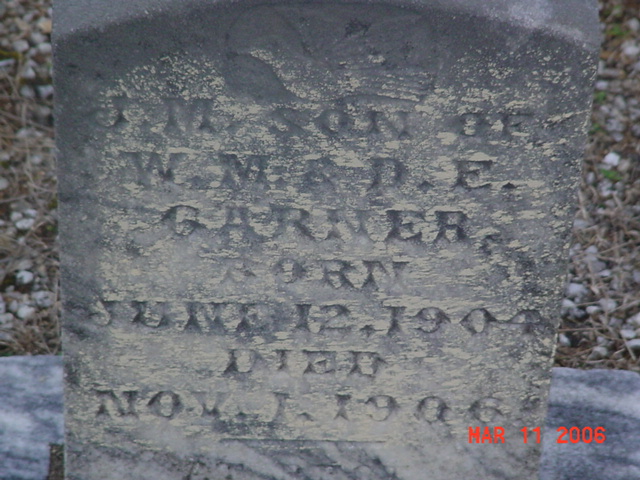 J. M. SON OF
W. M. & D. E.
GARNER,
BORN
JUNE 12, 1904
DIED
NOV. 1, 1906
MAR 11 2006